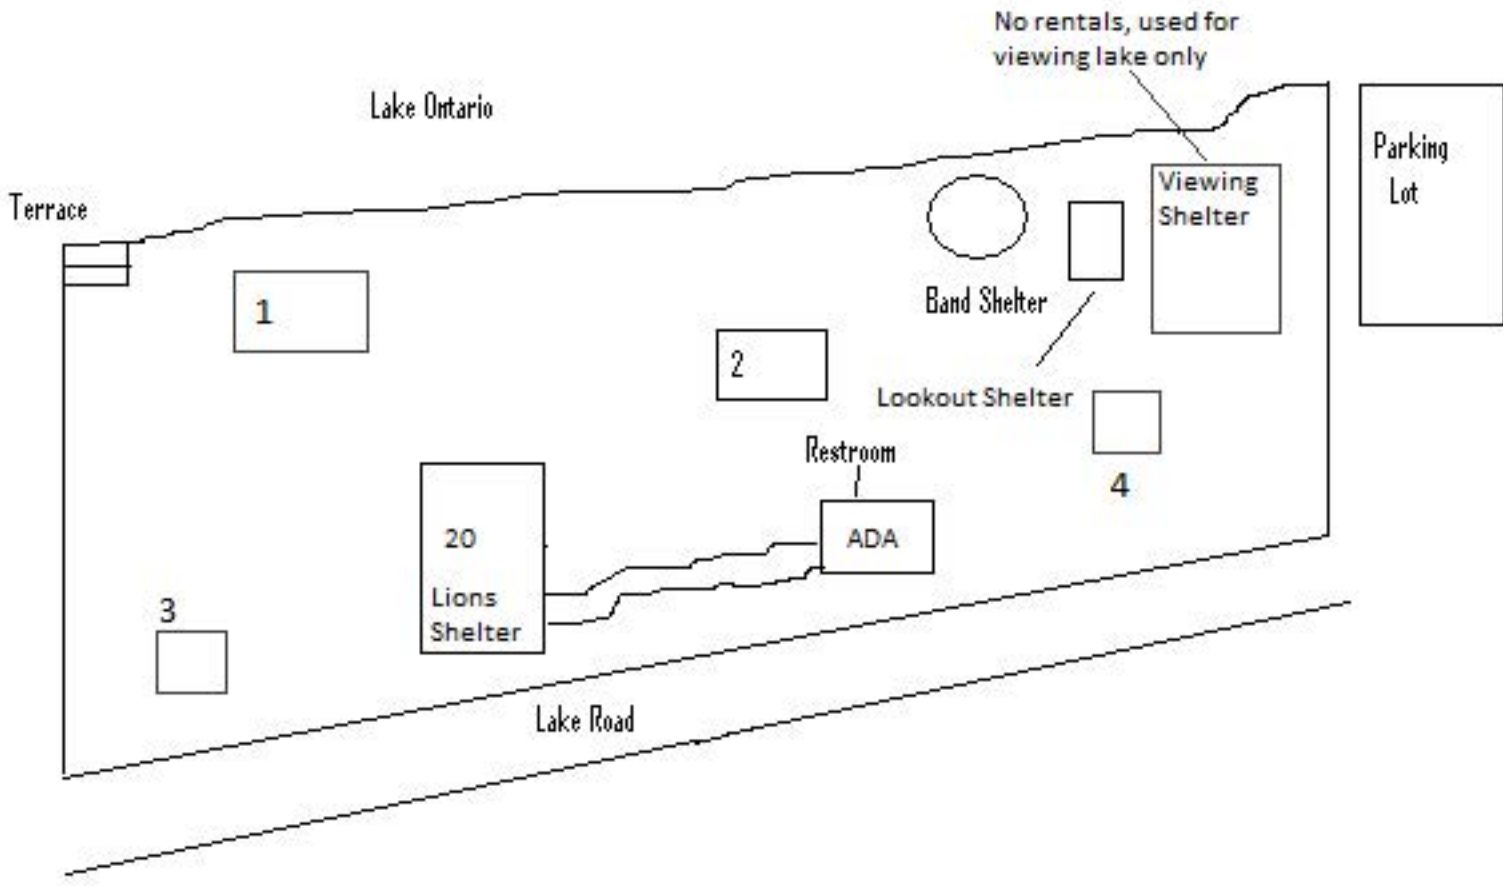 No rentals, used for
viewing lake only
Lake Ontario
Parking
Lot
Viewing
Shelter
Terrace
Band Shelter
1
2
Lookout Shelter
Restroom
4
20
ADA
Lions
Shelter
3
Lake Road